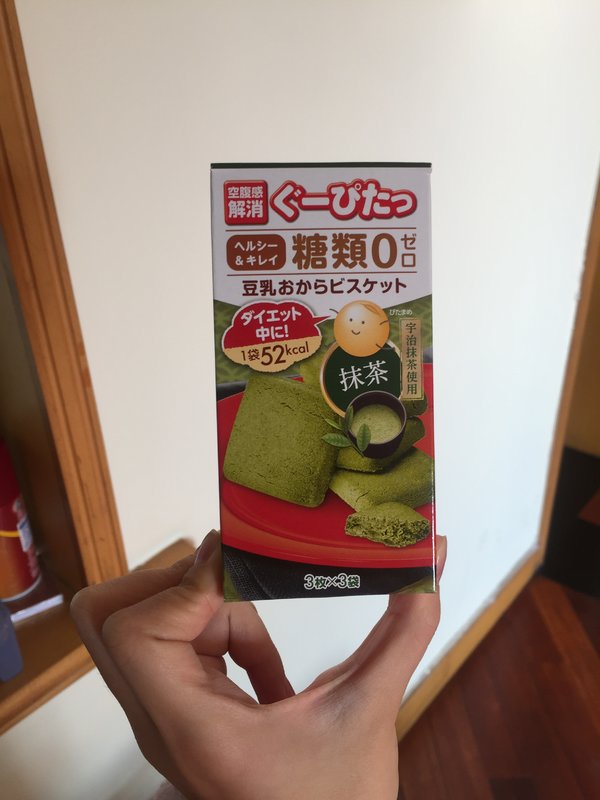 空腹感
解消
ぐーぴたっ
ヘルシー
&キレイ
糖類0ゼロ
豆乳おからビスケット
ダイエット
中に!
1袋52kcal
ぴたまめ
抹茶
宇治抹茶使用
3枚×3袋